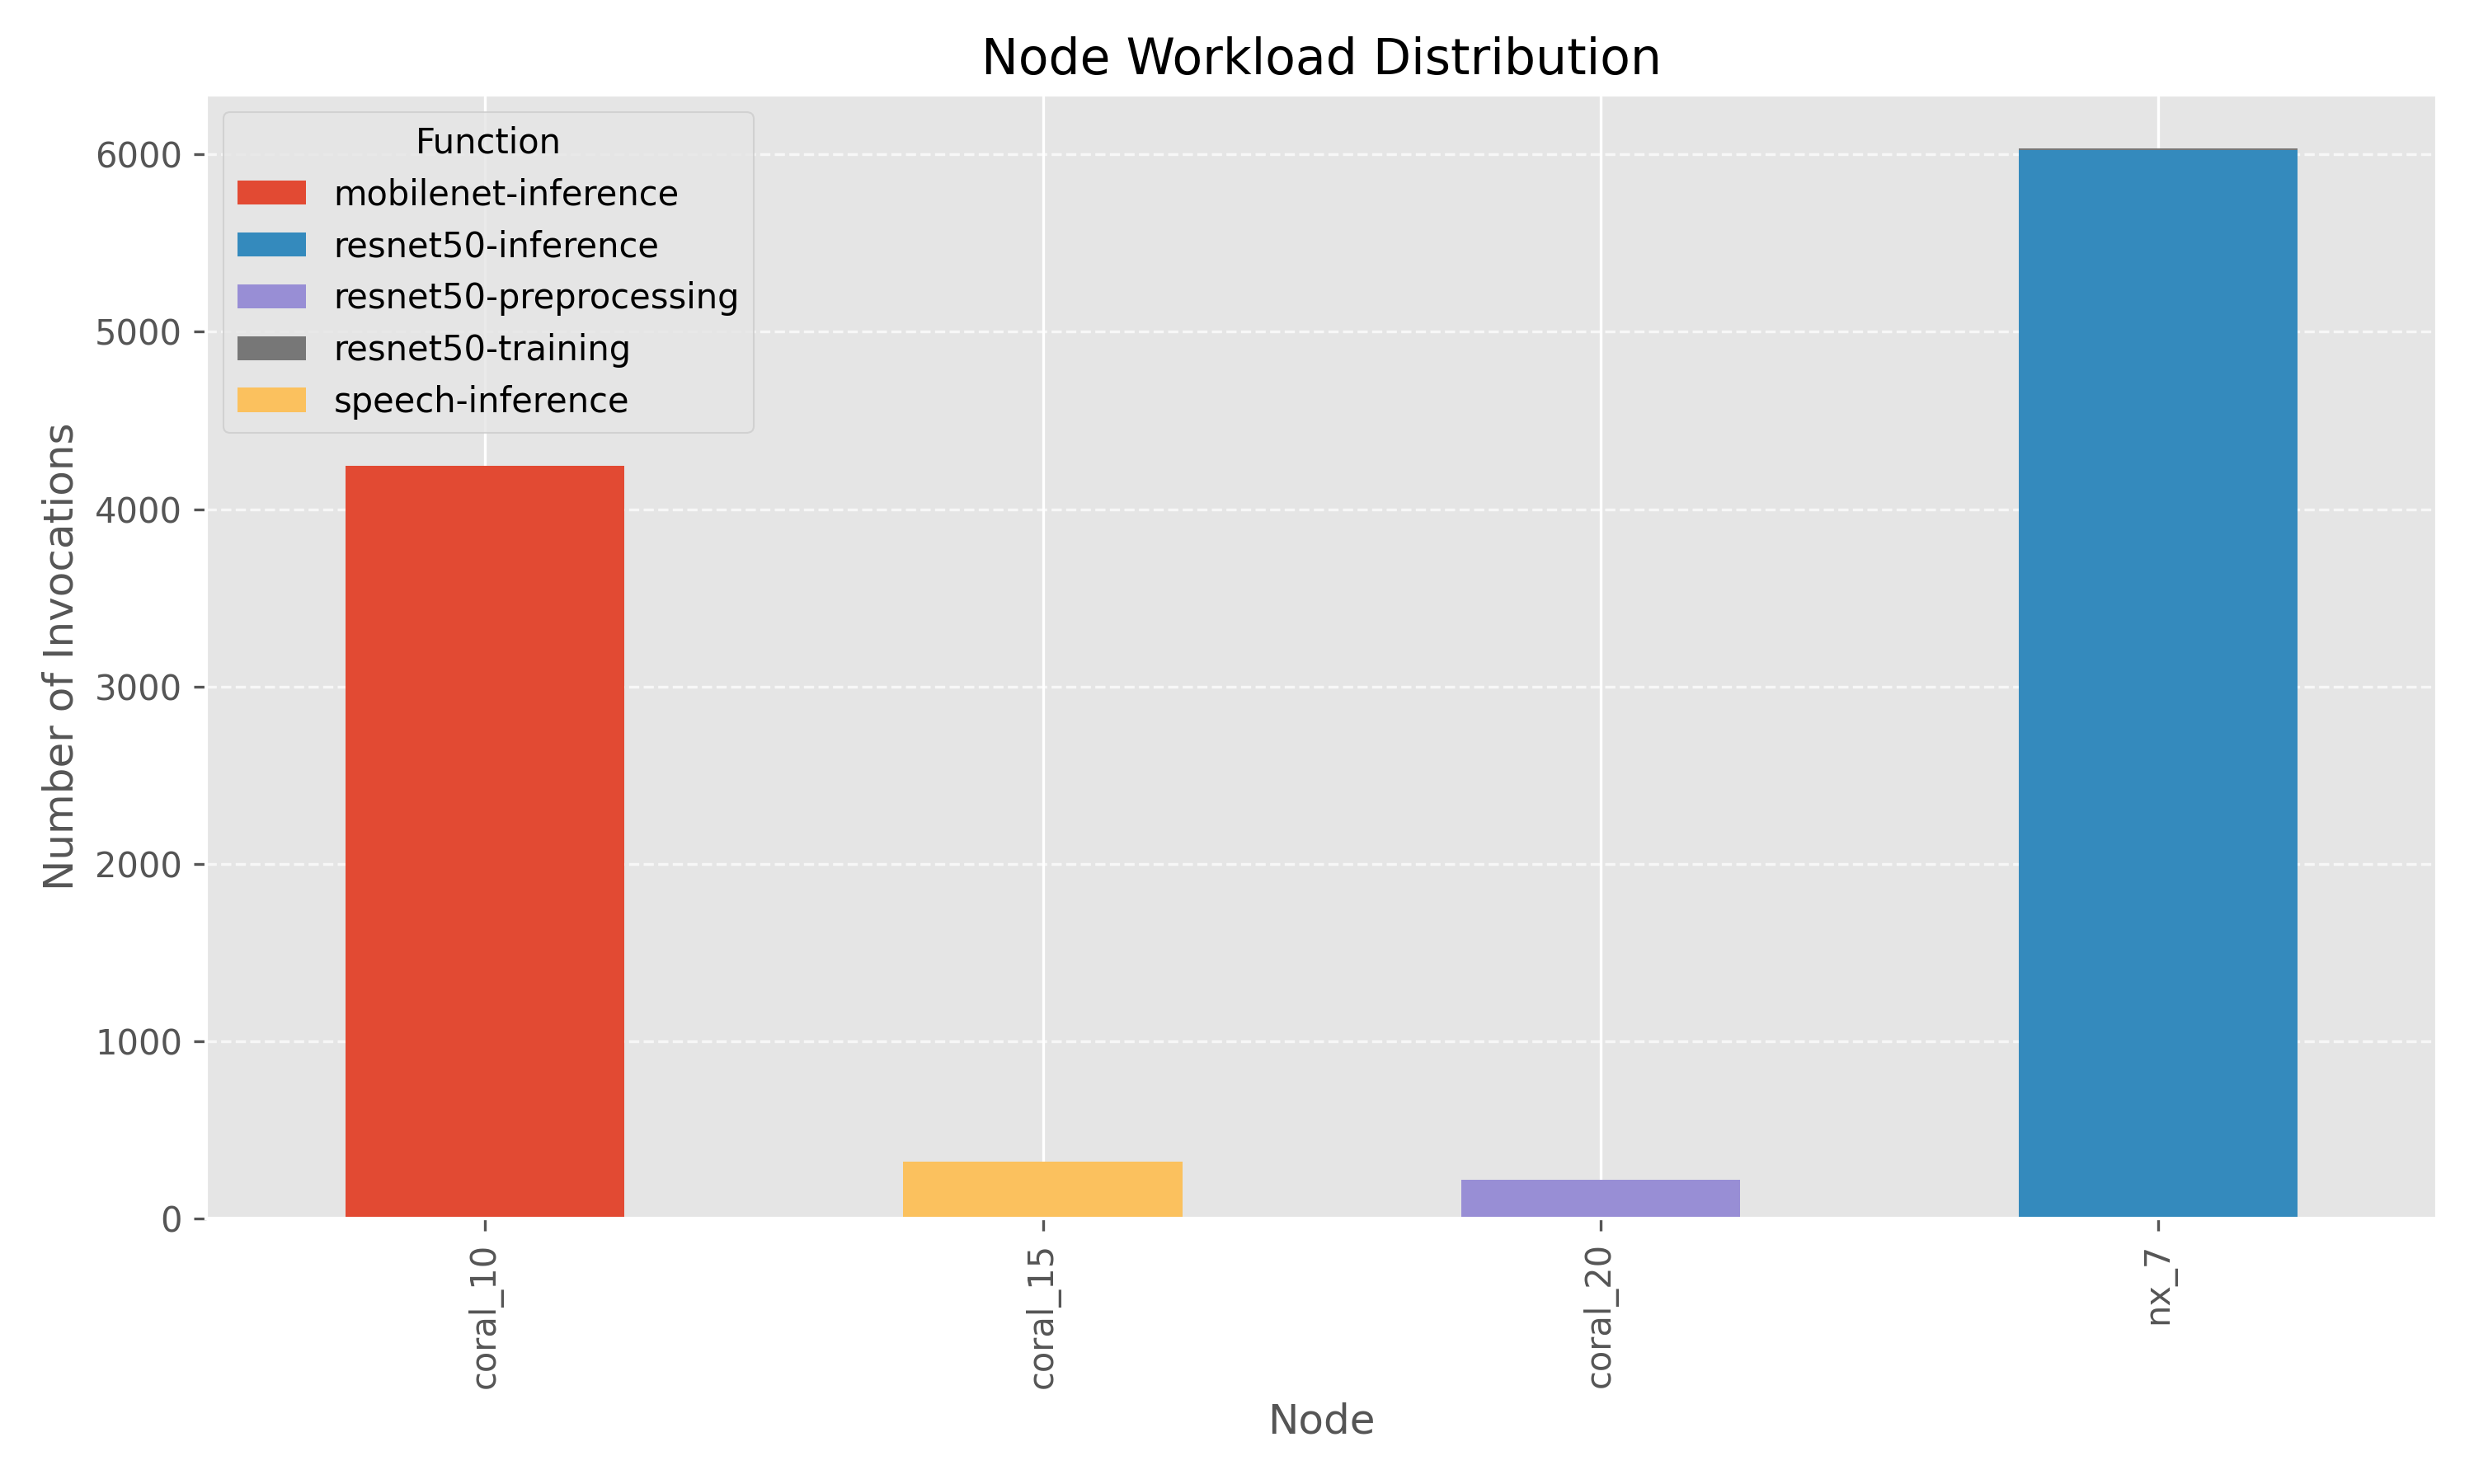 Node Workload Distribution
Function
mobilenet-inference
resnet50-inference
resnet50-preprocessing
resnet50-training
speech-inference
Number of Invocations
6000
5000
4000
3000
2000
1000
0
coral_10
coral_15
coral_20
nx_7
Node